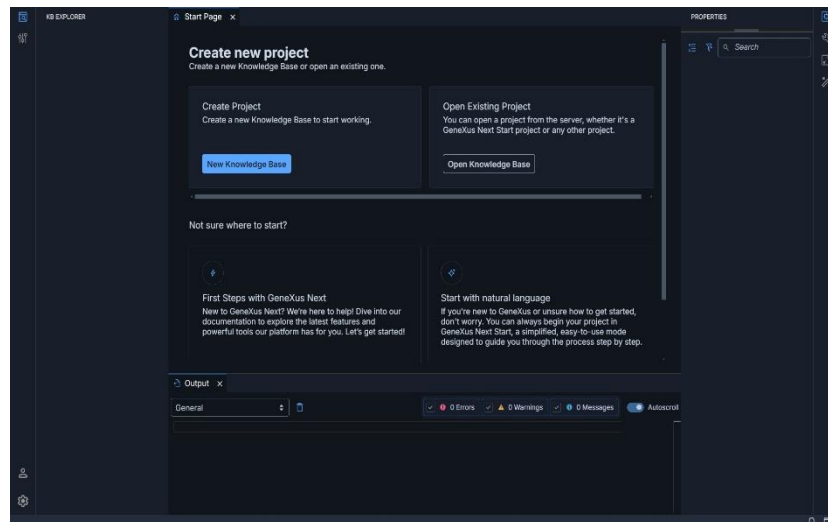 KB EXPLORER
Start Page
PROPERTIES
Search
Create new project
Create a new Knowledge Base or open an existing one.
Create Project
Create a new Knowledge Base to start working.
New Knowledge Base
Open Existing Project
You can open a project from the server, whether it's a
GeneXus Next Start project or any other project.
Open Knowledge Base
Not sure where to start?
First Steps with GeneXus Next
New to GeneXus Next? We're here to help! Dive into our
documentation to explore the latest features and
powerful tools our platform has for you. Let's get started!
Start with natural language
If you're new to GeneXus or unsure how to get started,
don't worry. You can always begin your project in
GeneXus Next Start, a simplified, easy-to-use mode
designed to guide you through the process step by step.
Output
General
0 Errors
0 Warnings
0 Messages
Autoscroll